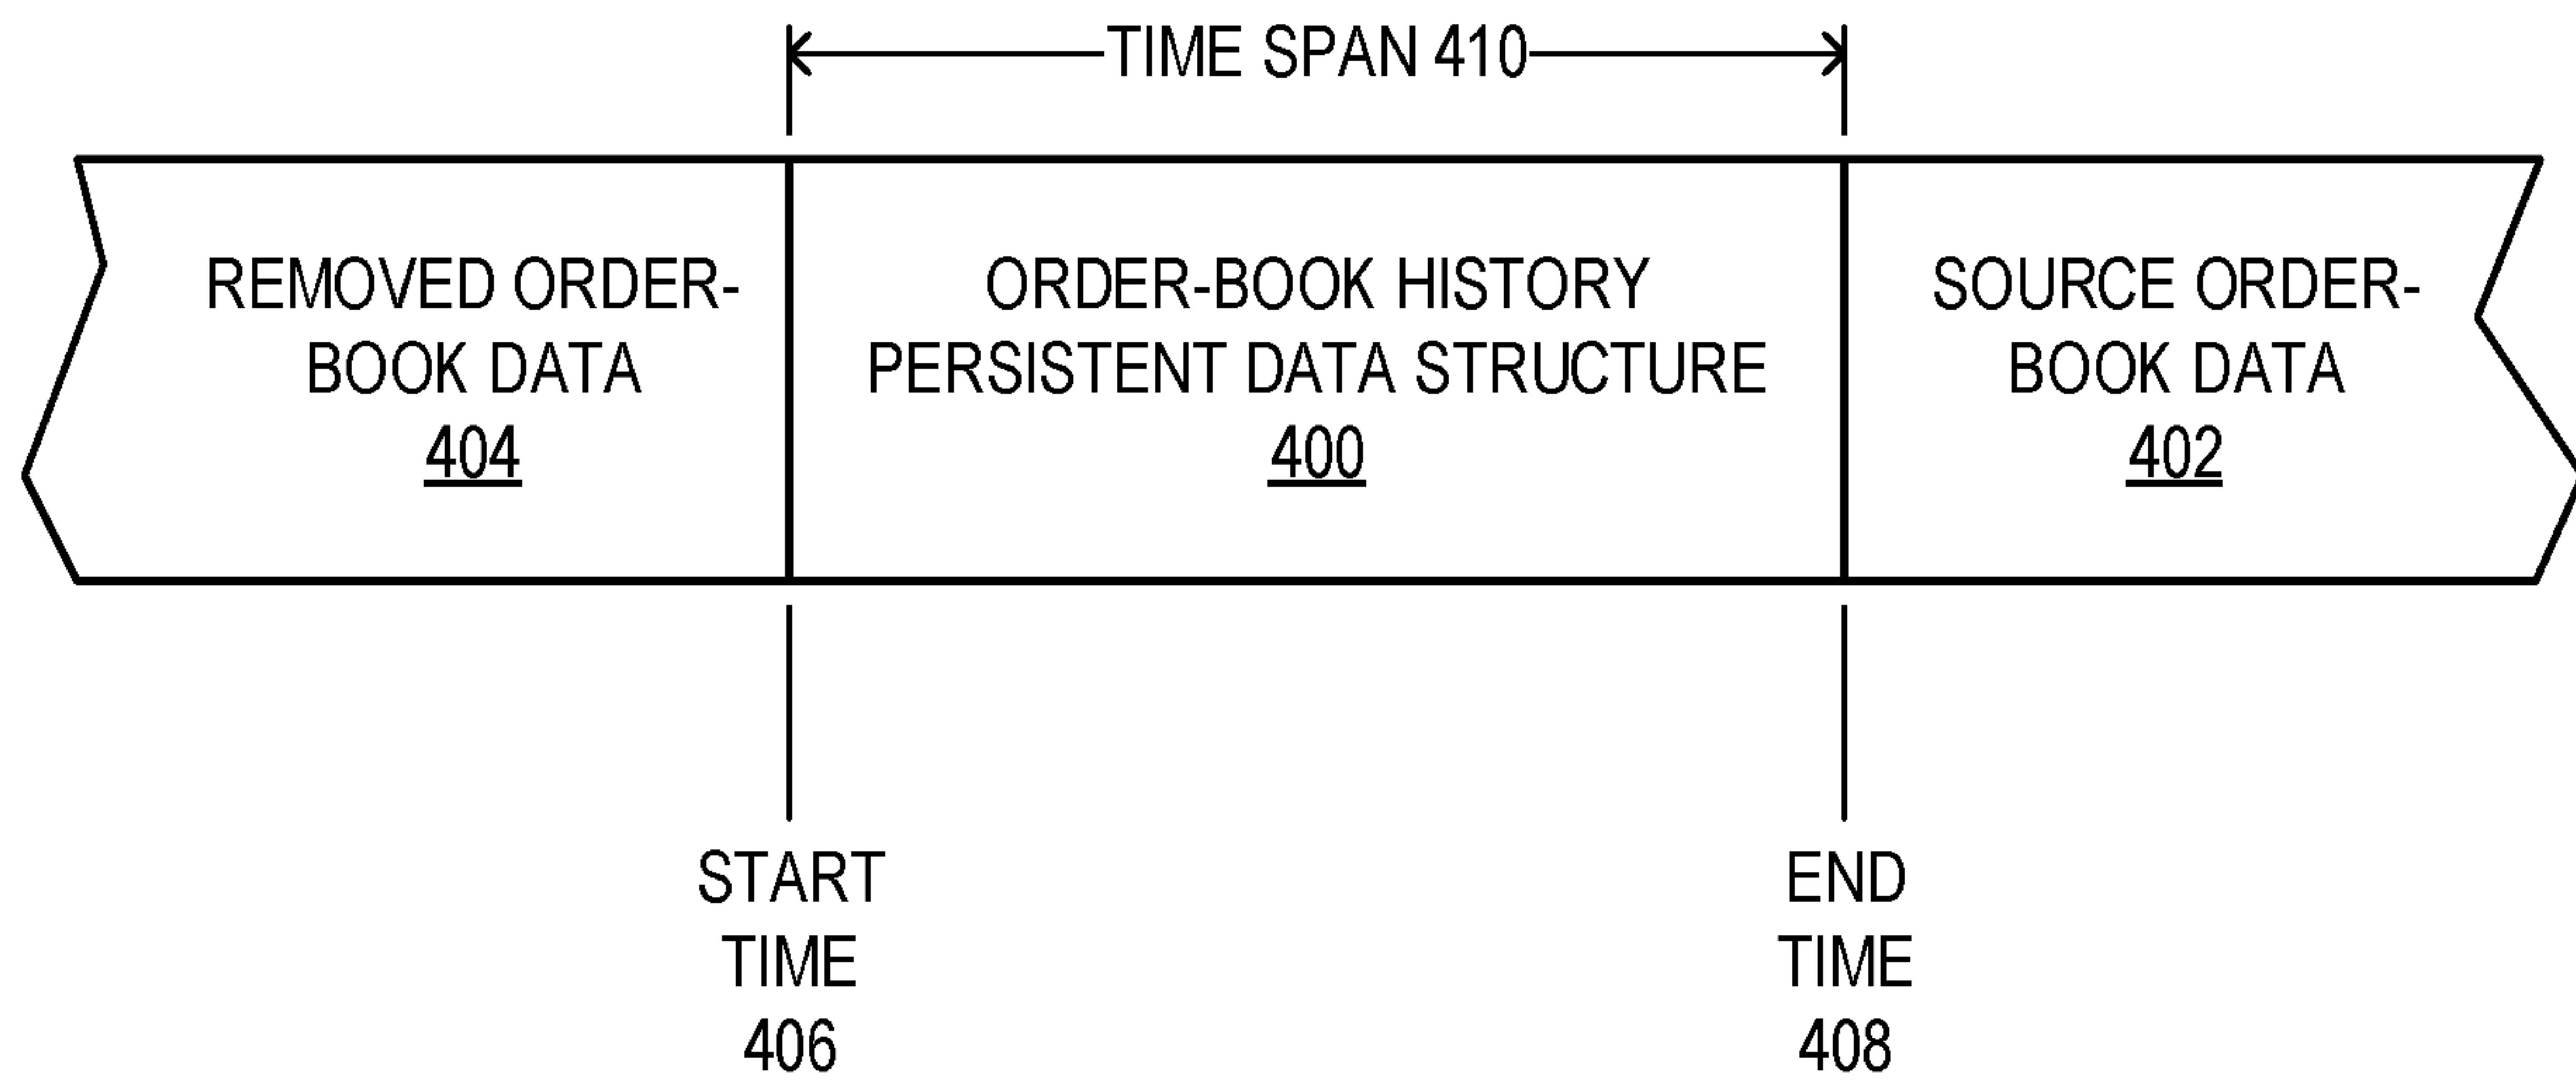 TIME SPAN 410
REMOVED ORDER-
BOOK DATA
404
ORDER-BOOK HISTORY
PERSISTENT DATA STRUCTURE
400
SOURCE ORDER-
BOOK DATA
402
START
TIME
406
END
TIME
408